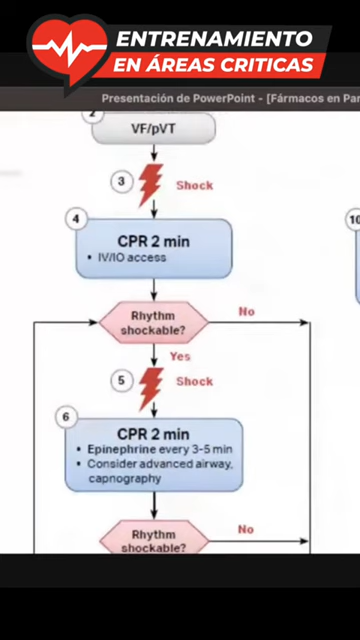 ENTRENAMIENTO
EN ÁREAS CRITICAS
Presentación de PowerPoint - [Fármacos en Par
2
VF/pVT
3
Shock
4
CPR 2 min
• IV/IO access
10
Rhythm
shockable?
No
Yes
5
Shock
6
CPR 2 min
• Epinephrine every 3-5 min
• Consider advanced airway,
capnography
Rhythm
shockable?
No